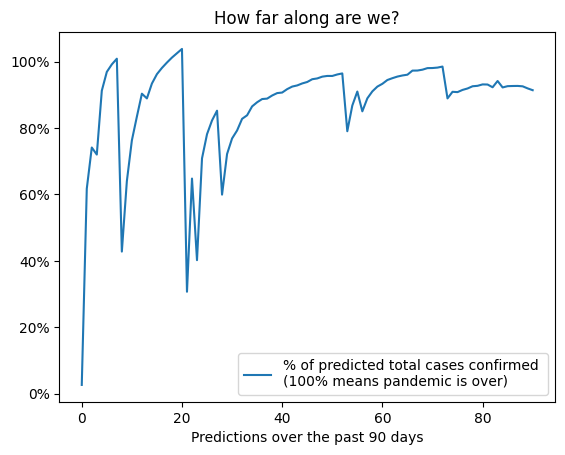 How far along are we?
100%
80%
60%
40%
20%
0%
% of predicted total cases confirmed
(100% means pandemic is over)
0 20 40 60 80
Predictions over the past 90 days